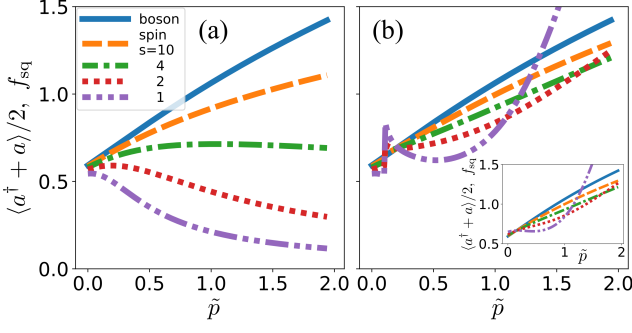 (a)
(b)
boson
spin
s=10
4
2
1
1.5
1.0
0.5
0.0
⟨a† + a⟩/2, f_sq
0.0 0.5 1.0 1.5 2.0
p̃
0.0 0.5 1.0 1.5 2.0
p̃
1.5
1.0
0.5
⟨a† + a⟩/2, f_sq
0 1 2
p̃